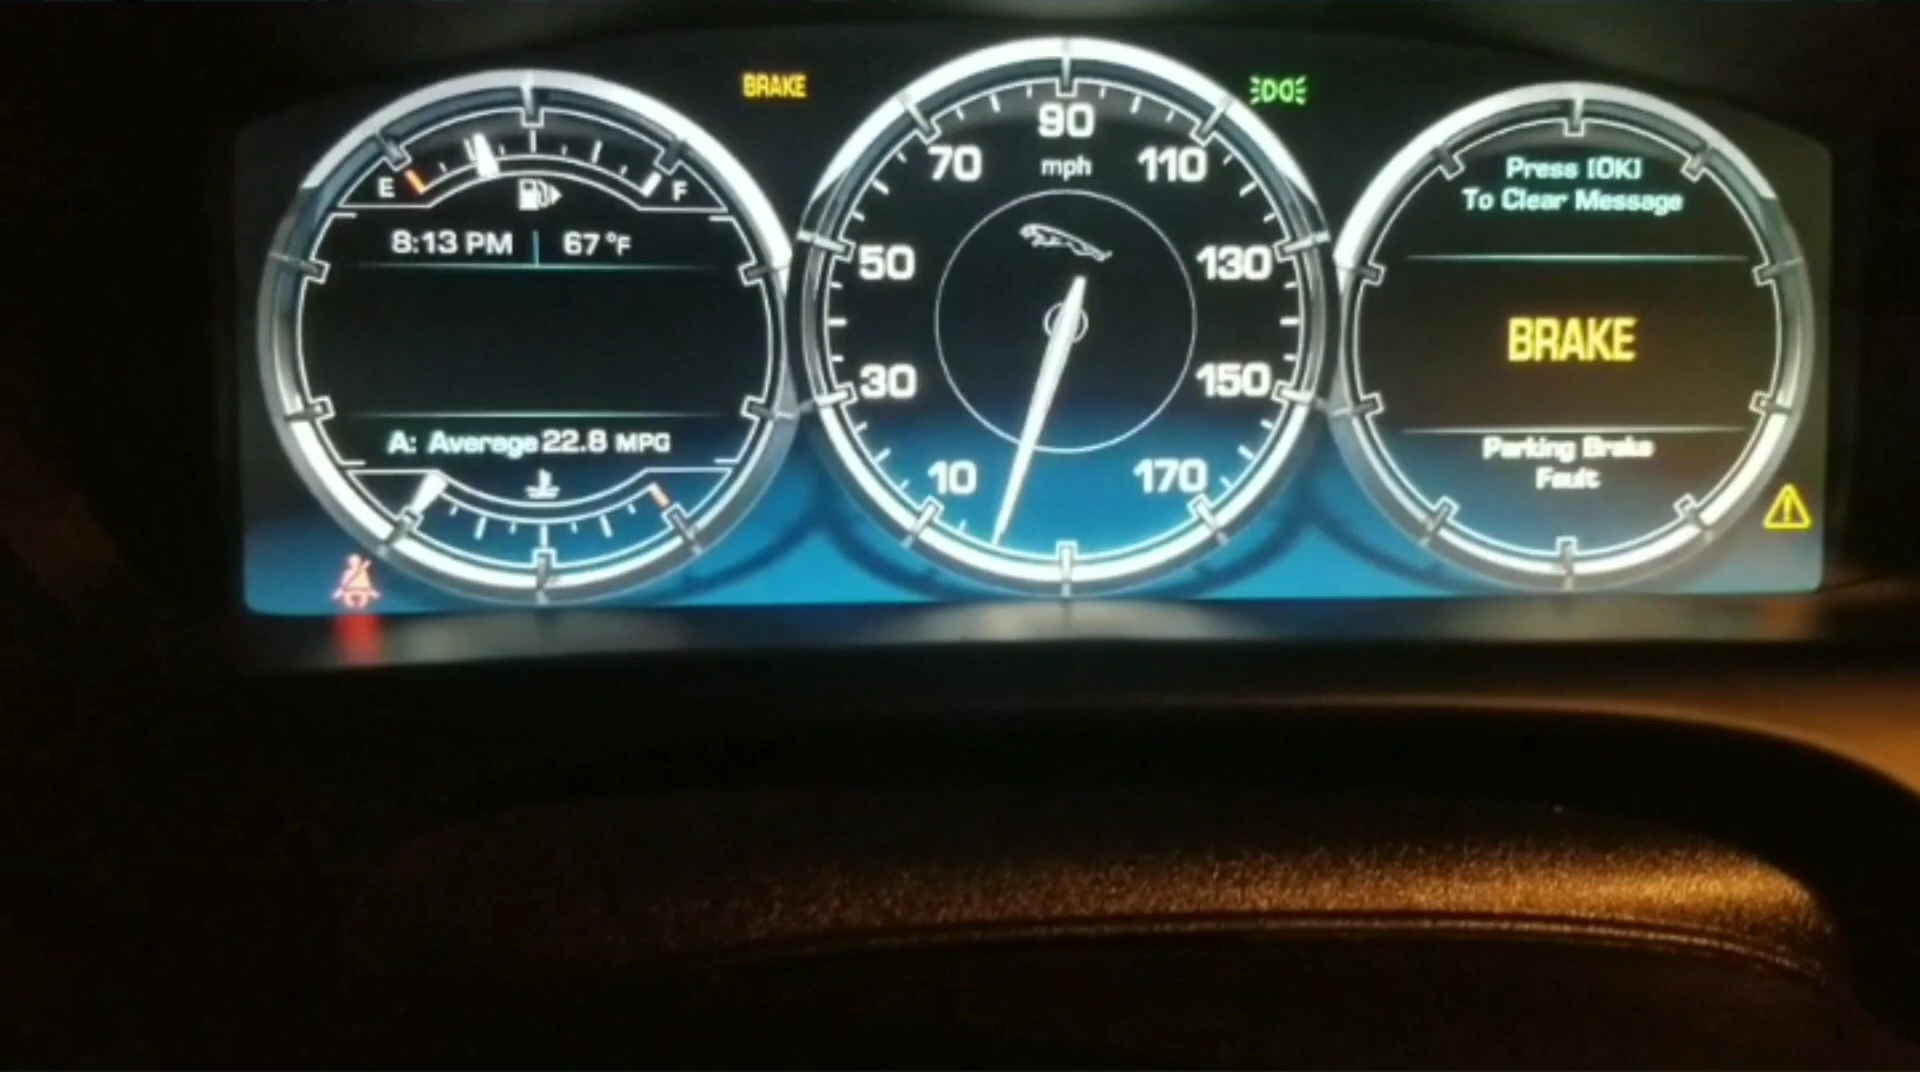 BRAKE
E
F
8:13 PM
67 °F
A: Average 22.8 MPG
90
mph
70
110
50
130
30
150
10
170
Press [OK]
To Clear Message
BRAKE
Parking Brake
Fault